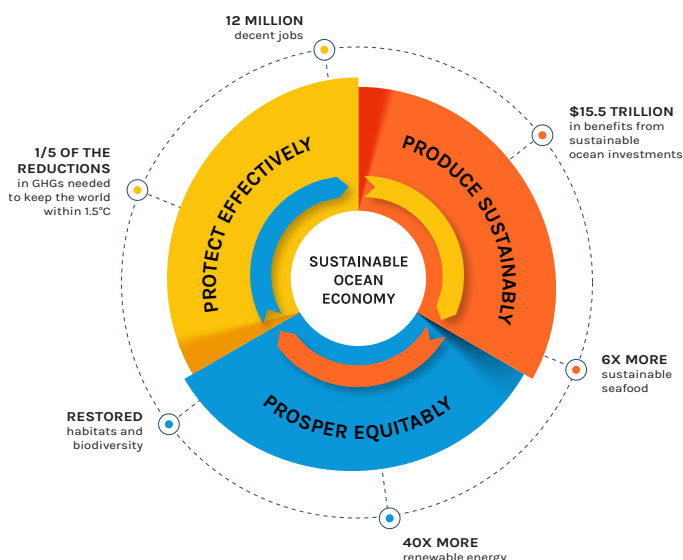 12 MILLION
decent jobs
$15.5 TRILLION
in benefits from
sustainable
ocean investments
1/5 OF THE
REDUCTIONS
in GHGs needed
to keep the world
within 1.5°C
PROTECT EFFECTIVELY
PRODUCE SUSTAINABLY
SUSTAINABLE
OCEAN
ECONOMY
6X MORE
sustainable
seafood
PROSPER EQUITABLY
RESTORED
habitats and
biodiversity
40X MORE
renewable energy